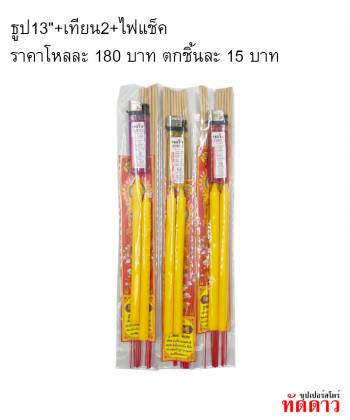 ธูป13"+เทียน2+ไฟแช็ค
ราคาโหลละ 180 บาท ตกชิ้นละ 15 บาท
ซุปเปอร์สโตร์
ทัดดาว